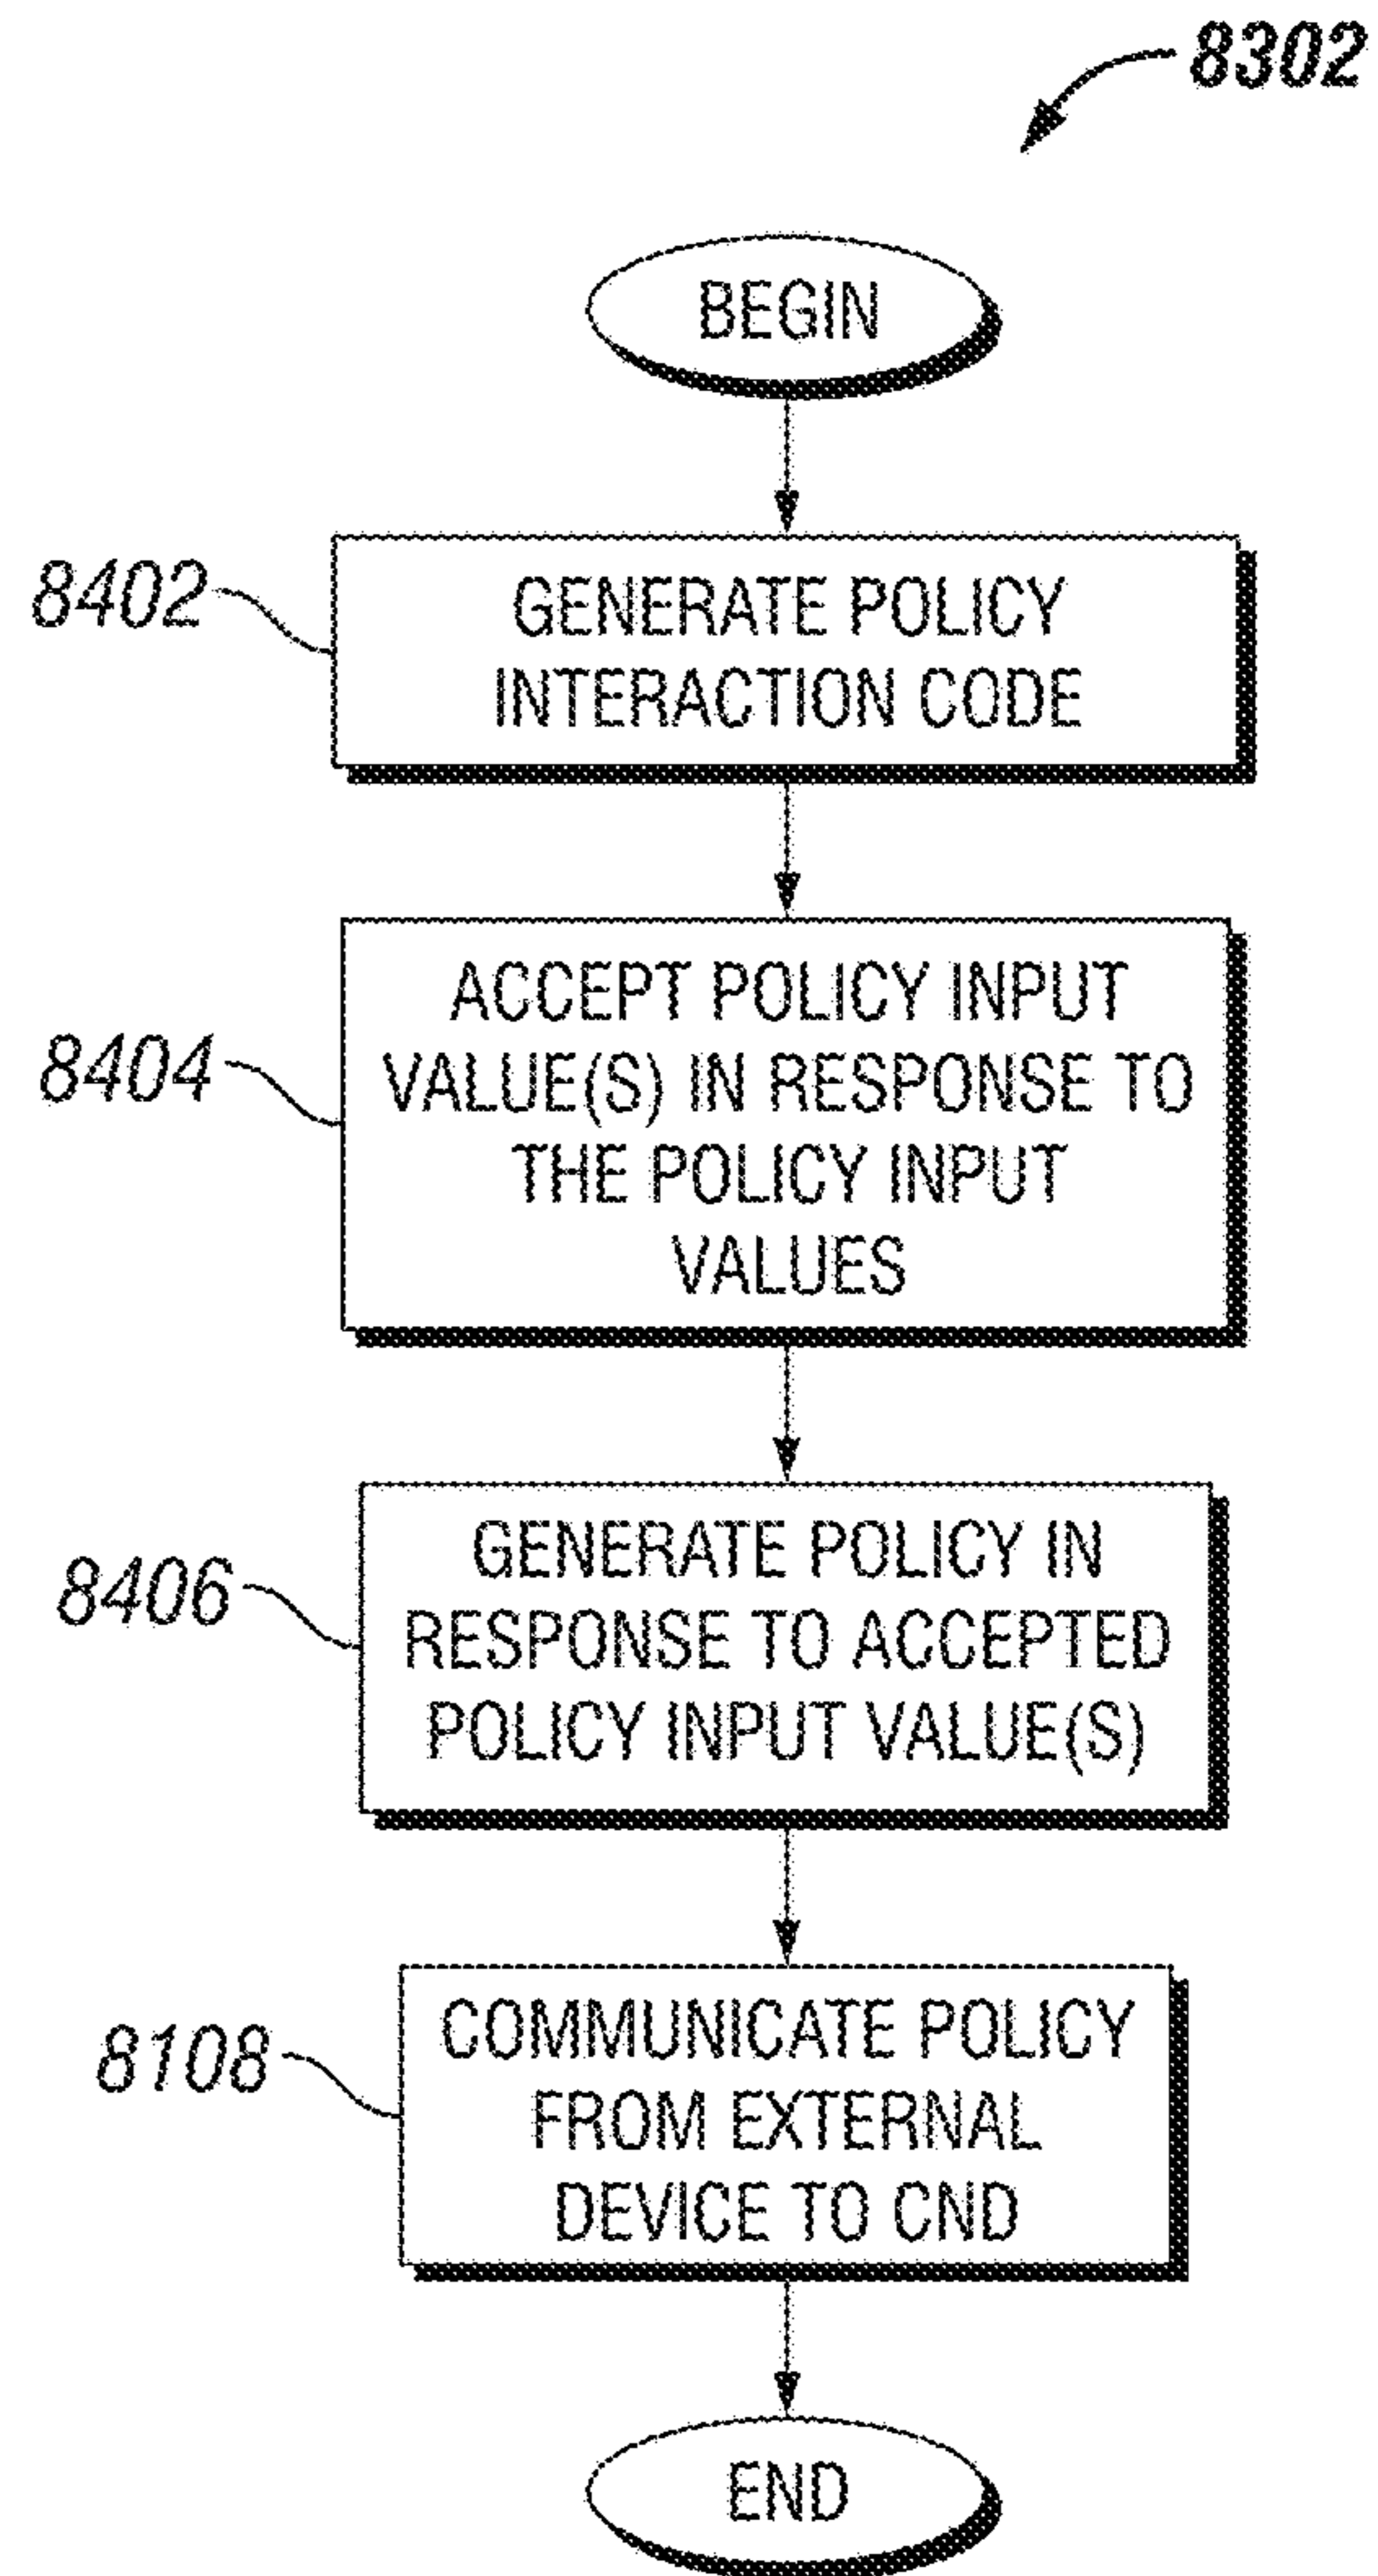 8302
BEGIN
8402
GENERATE POLICY
INTERACTION CODE
8404
ACCEPT POLICY INPUT
VALUE(S) IN RESPONSE TO
THE POLICY INPUT
VALUES
8406
GENERATE POLICY IN
RESPONSE TO ACCEPTED
POLICY INPUT VALUE(S)
8108
COMMUNICATE POLICY
FROM EXTERNAL
DEVICE TO CND
END